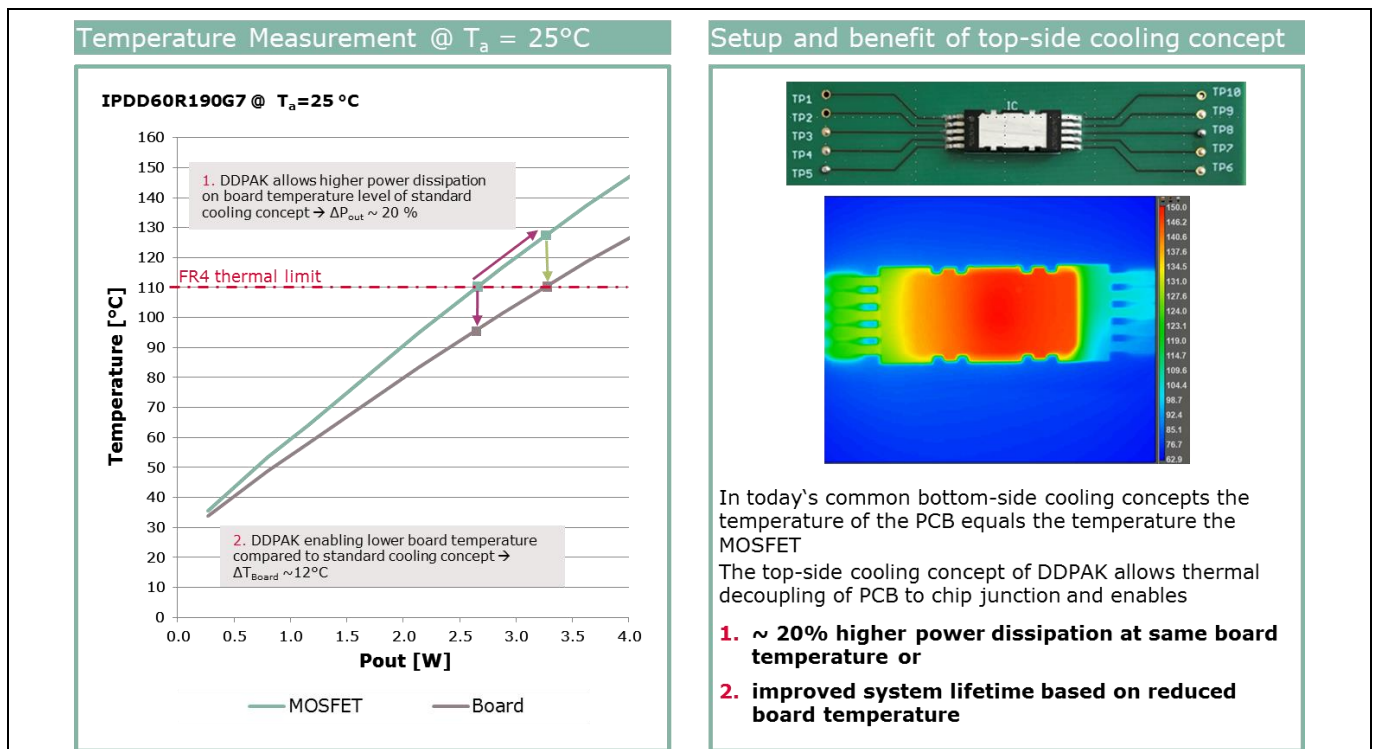 Temperature Measurement @ Ta = 25°C
IPDD60R190G7 @ Ta=25 °C
160
150
140
130
120
110
100
90
80
70
60
50
40
30
20
10
0
Temperature [°C]
1. DDPAK allows higher power dissipation
on board temperature level of standard
cooling concept → ΔPout ~ 20 %
FR4 thermal limit
2. DDPAK enabling lower board temperature
compared to standard cooling concept →
ΔTBoard ~12°C
0.0 0.5 1.0 1.5 2.0 2.5 3.0 3.5 4.0
Pout [W]
MOSFET Board
Setup and benefit of top-side cooling concept
TP1
TP2
TP3
TP4
TP5
IC
TP10
TP9
TP8
TP7
TP6
150.0
146.2
140.6
137.6
134.5
131.0
127.6
124.0
123.1
119.0
114.7
109.6
104.4
98.7
92.4
85.1
76.7
62.9
In today‘s common bottom-side cooling concepts the
temperature of the PCB equals the temperature the
MOSFET
The top-side cooling concept of DDPAK allows thermal
decoupling of PCB to chip junction and enables
1. ~ 20% higher power dissipation at same board
temperature or
2. improved system lifetime based on reduced
board temperature